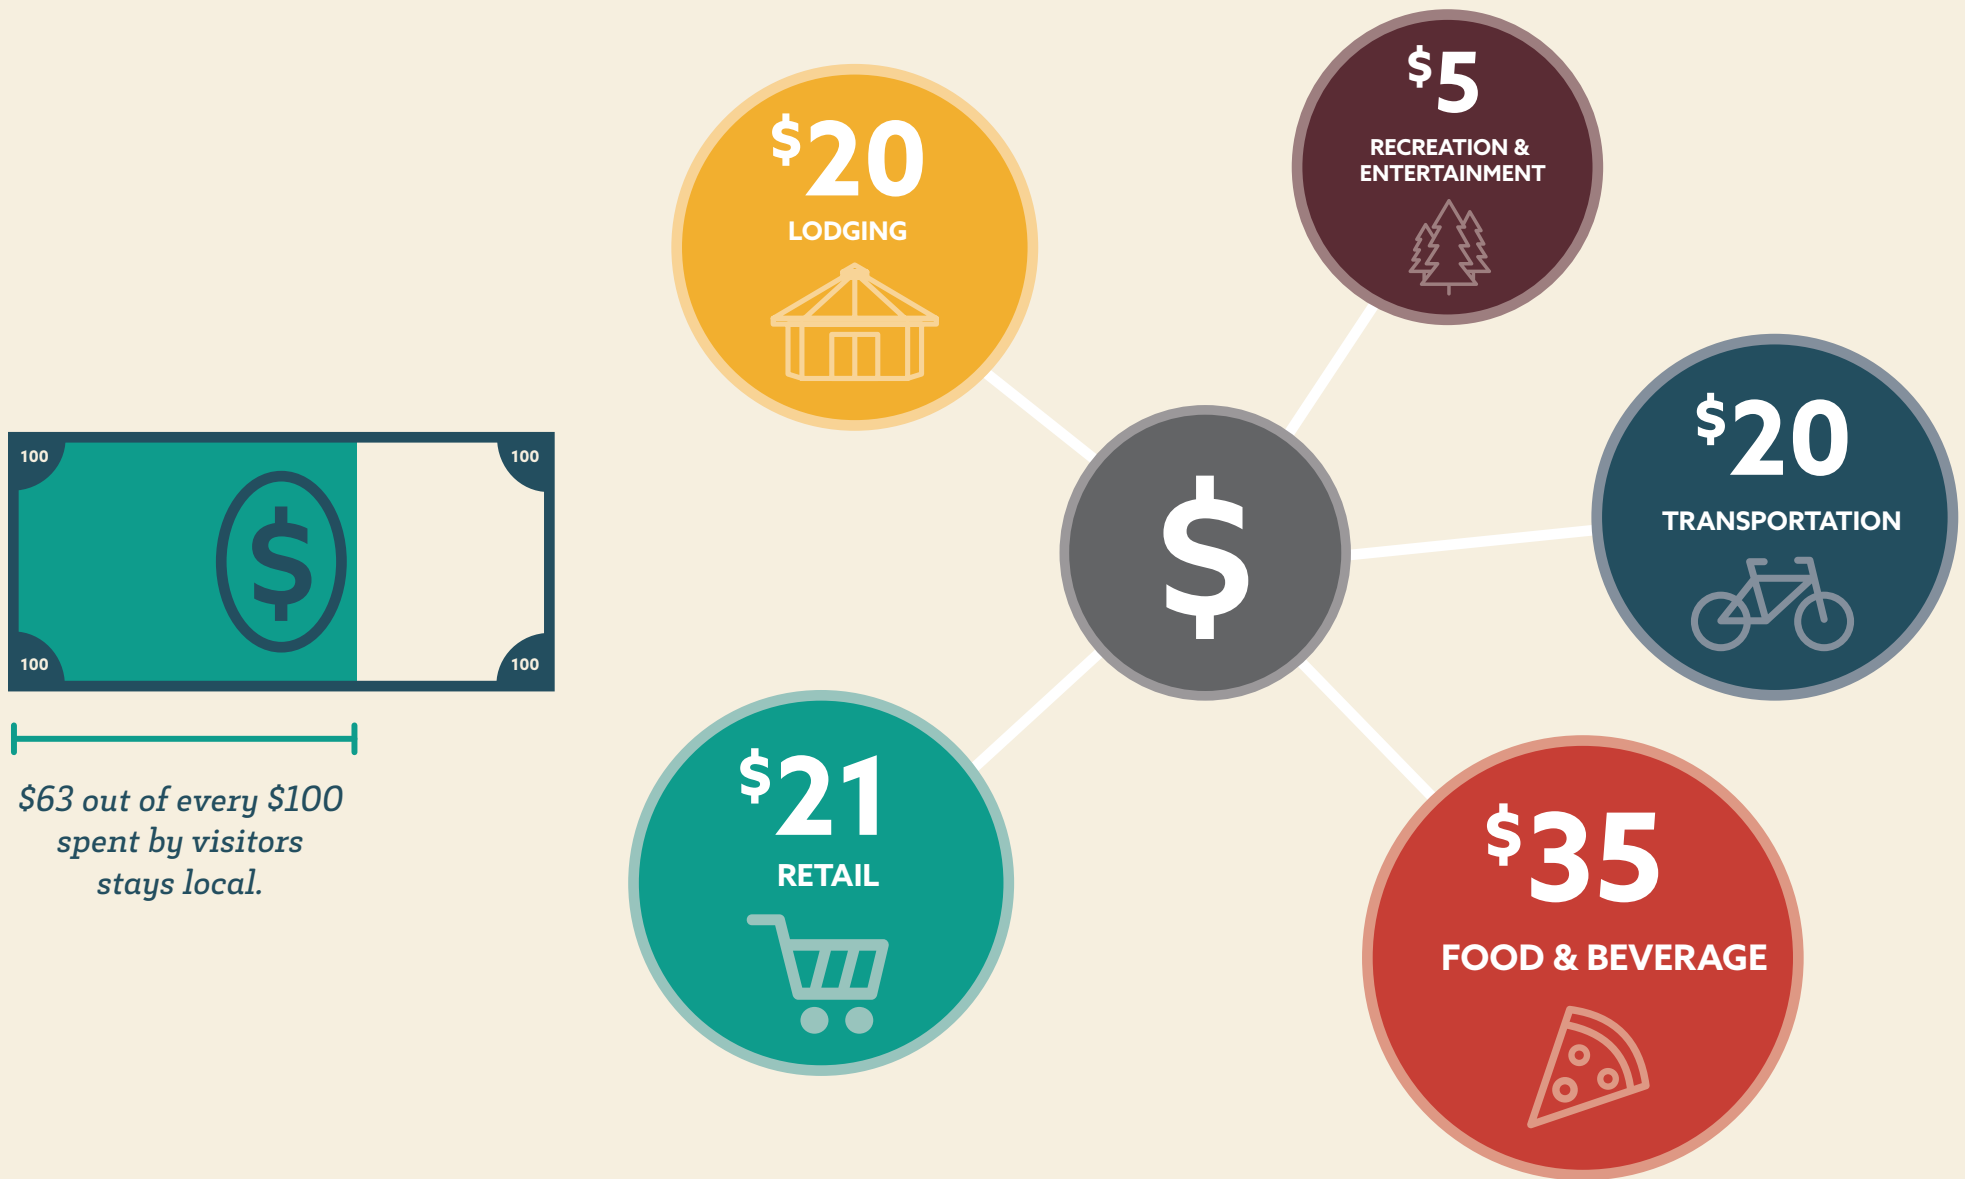 100
100
$
100
100
$63 out of every $100
spent by visitors
stays local.
$20
LODGING
$5
RECREATION &
ENTERTAINMENT
$20
TRANSPORTATION
$
$21
RETAIL
$35
FOOD & BEVERAGE